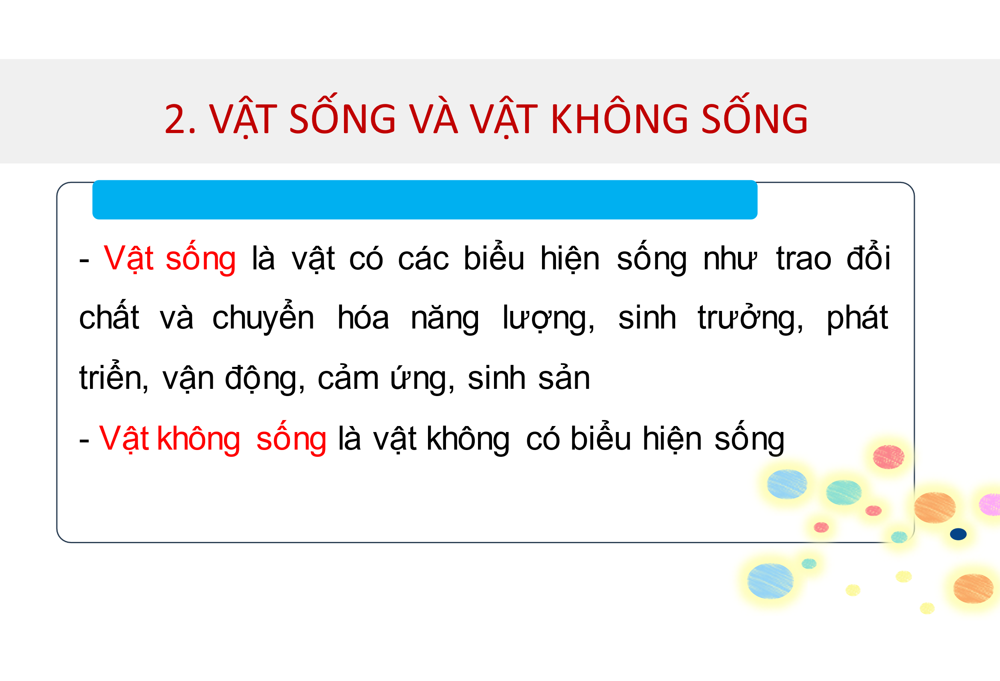 2. VẬT SỐNG VÀ VẬT KHÔNG SỐNG
- Vật sống là vật có các biểu hiện sống như trao đổi
chất và chuyển hóa năng lượng, sinh trưởng, phát
triển, vận động, cảm ứng, sinh sản
- Vật không sống là vật không có biểu hiện sống